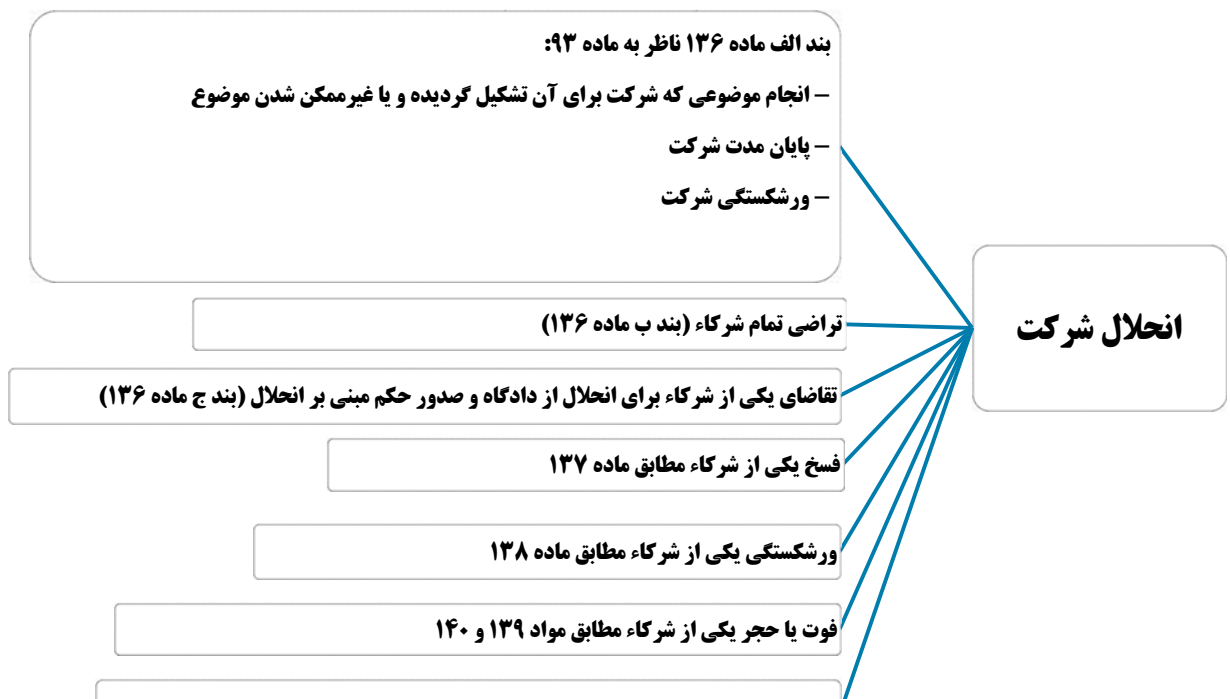 بند الف ماده ۱۳۶ ناظر به ماده ۹۳:
– انجام موضوعی که شرکت برای آن تشکیل گردیده و یا غیرممکن شدن موضوع
– پایان مدت شرکت
– ورشکستگی شرکت
انحلال شرکت
تراضی تمام شرکاء (بند ب ماده ۱۳۶)
تقاضای یکی از شرکاء برای انحلال از دادگاه و صدور حکم مبنی بر انحلال (بند ج ماده ۱۳۶)
فسخ یکی از شرکاء مطابق ماده ۱۳۷
ورشکستگی یکی از شرکاء مطابق ماده ۱۳۸
فوت یا حجر یکی از شرکاء مطابق مواد ۱۳۹ و ۱۴۰